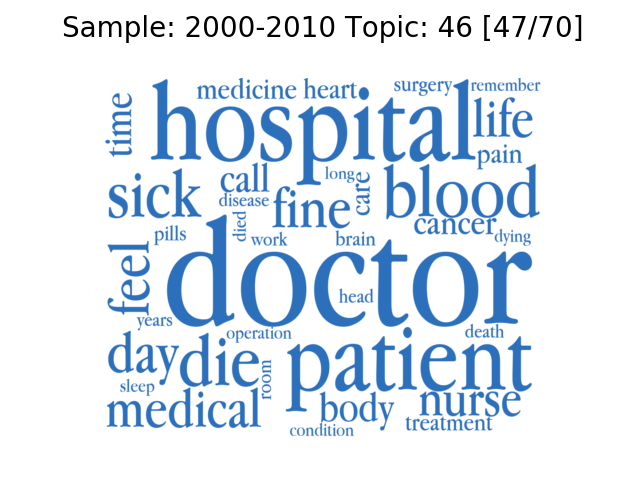 Sample: 2000-2010 Topic: 46 [47/70]
time medicine heart surgery remember
hospital life
pain
sick call long care blood
disease fine
died cancer
pills work brain dying
feel doctor
head
years operation death
day die room patient
sleep
medical body nurse
condition treatment